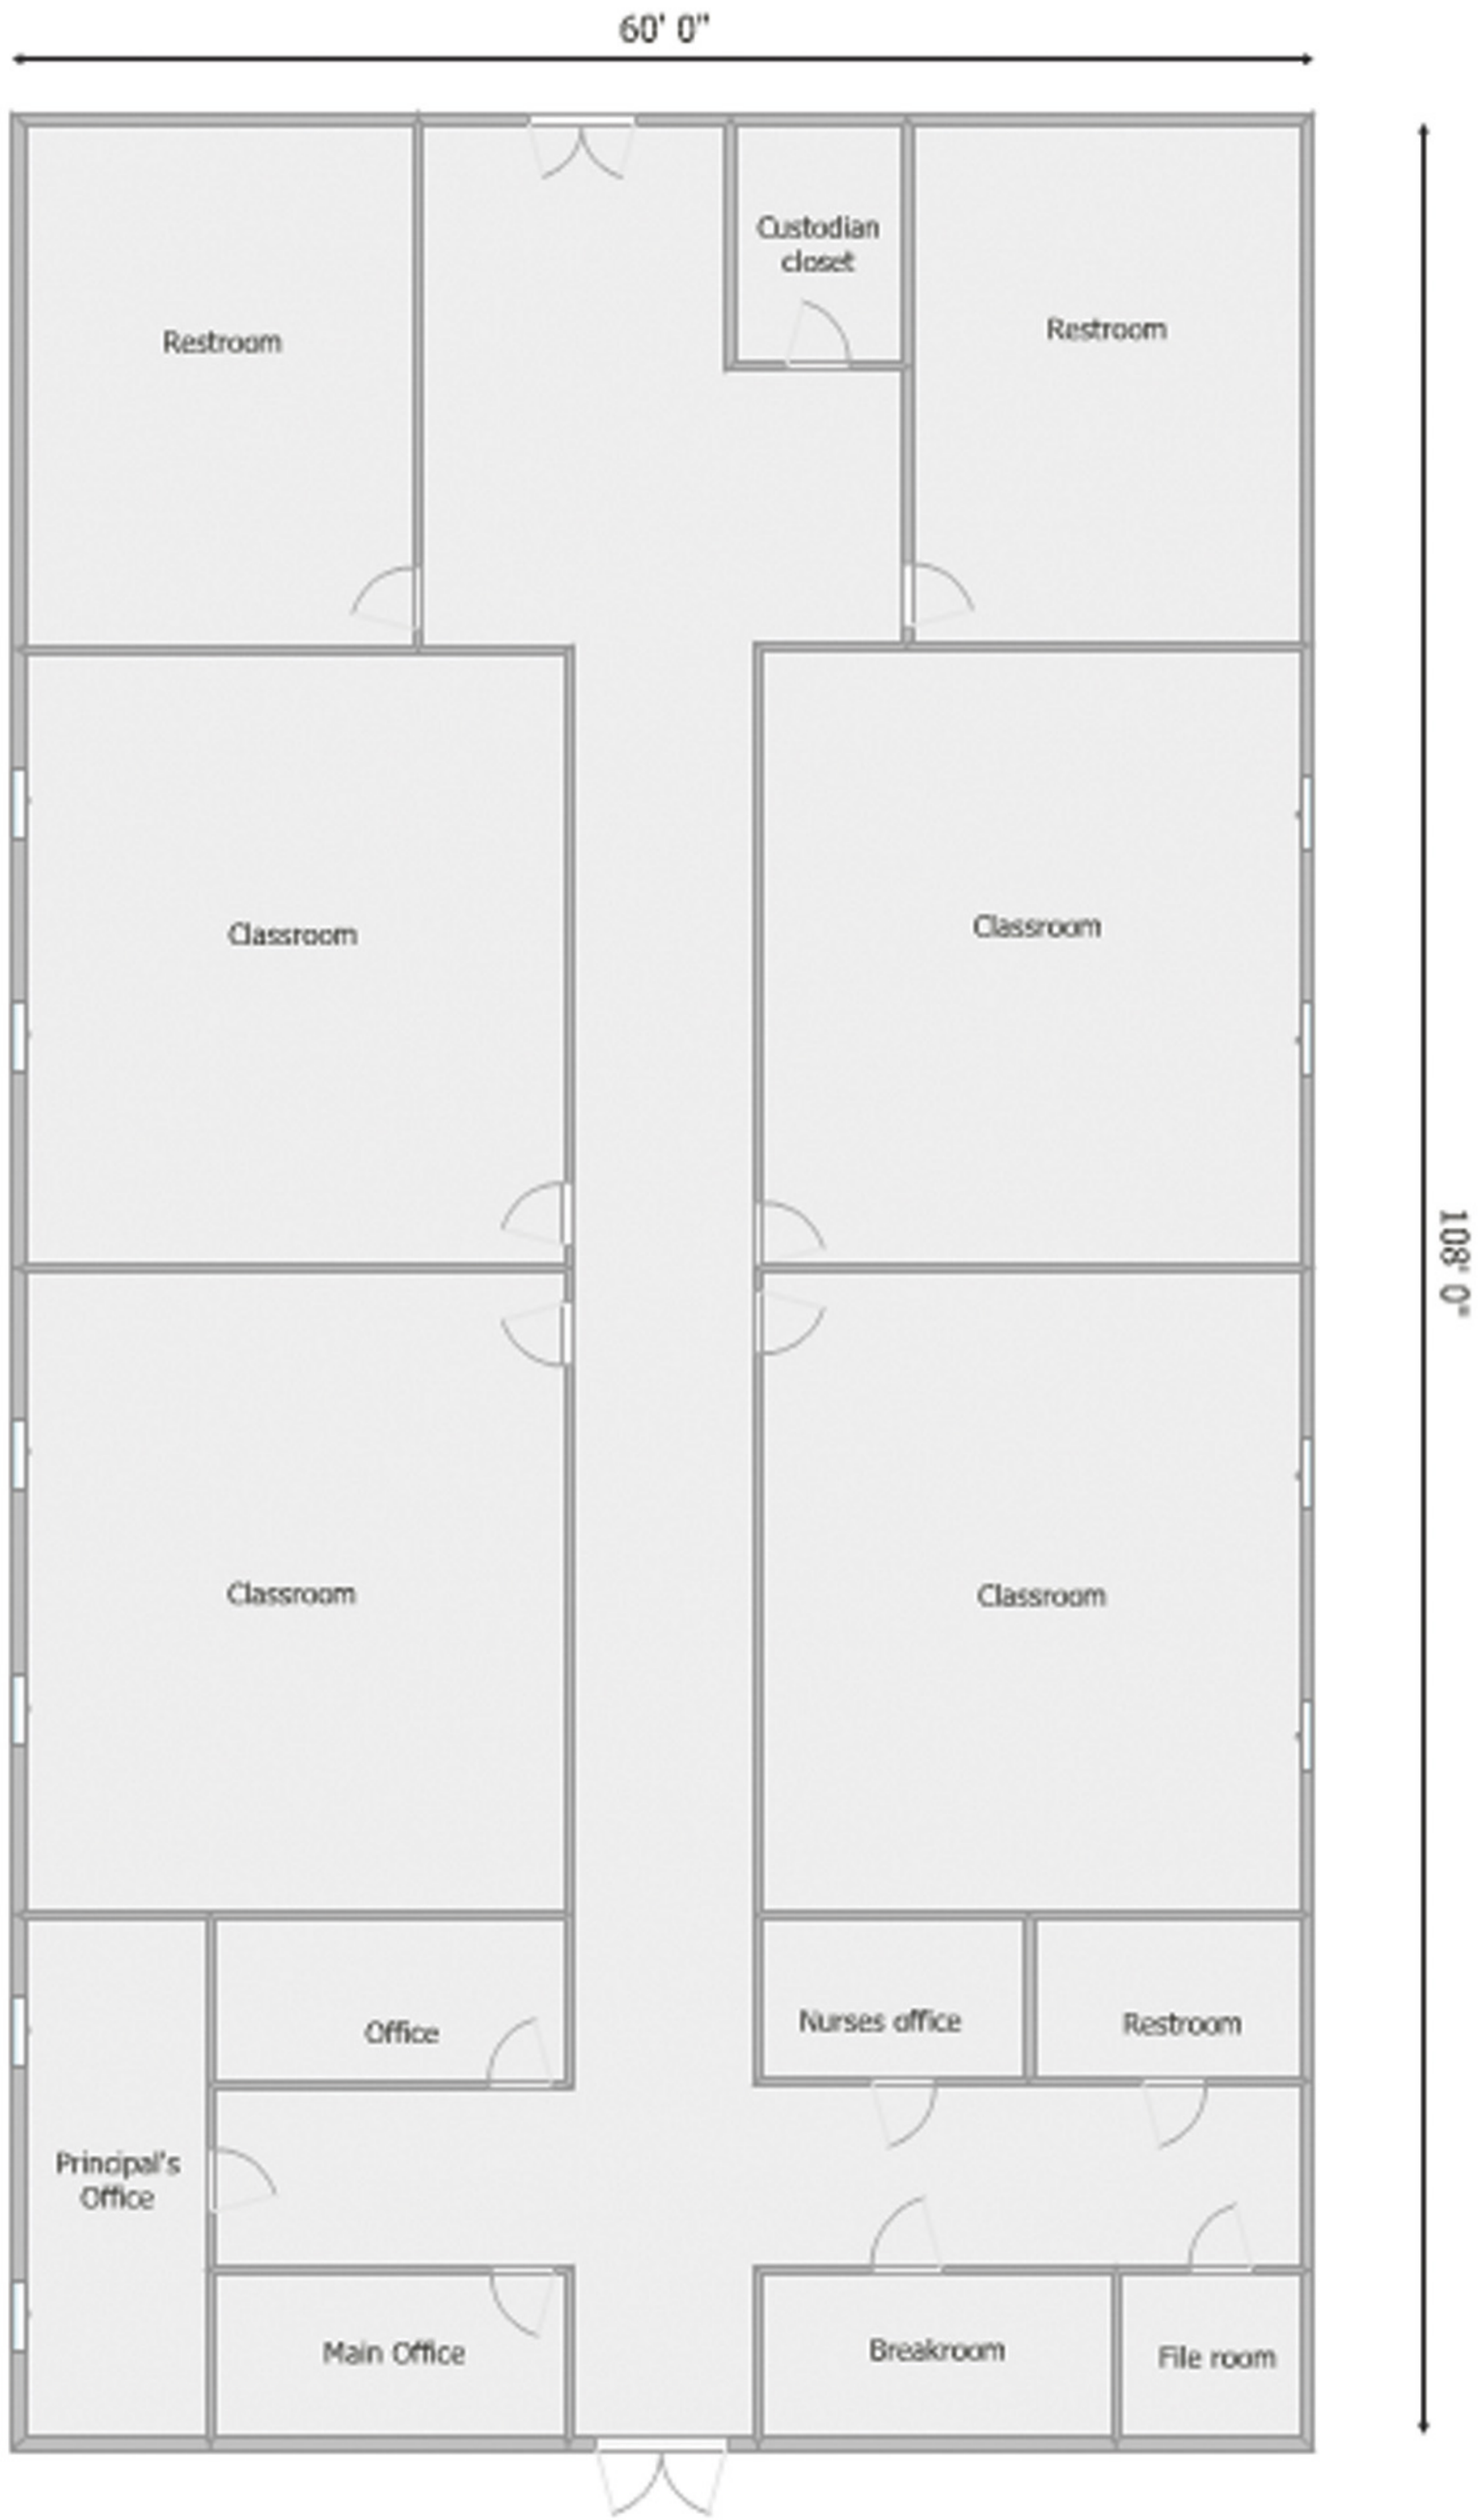 60' 0"
Custodian
closet
Restroom
Restroom
Classroom
Classroom
108' 0"
Classroom
Classroom
Office
Nurses office
Restroom
Principal's
Office
Main Office
Breakroom
File room